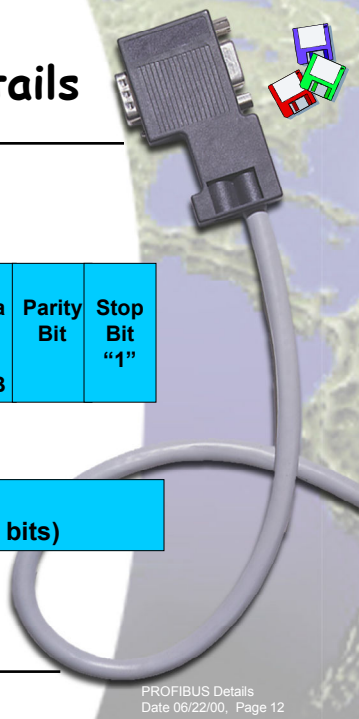 rails
a Parity Stop
Bit Bit
"1"
B
bits)
PROFIBUS Details
Date 06/22/00, Page 12